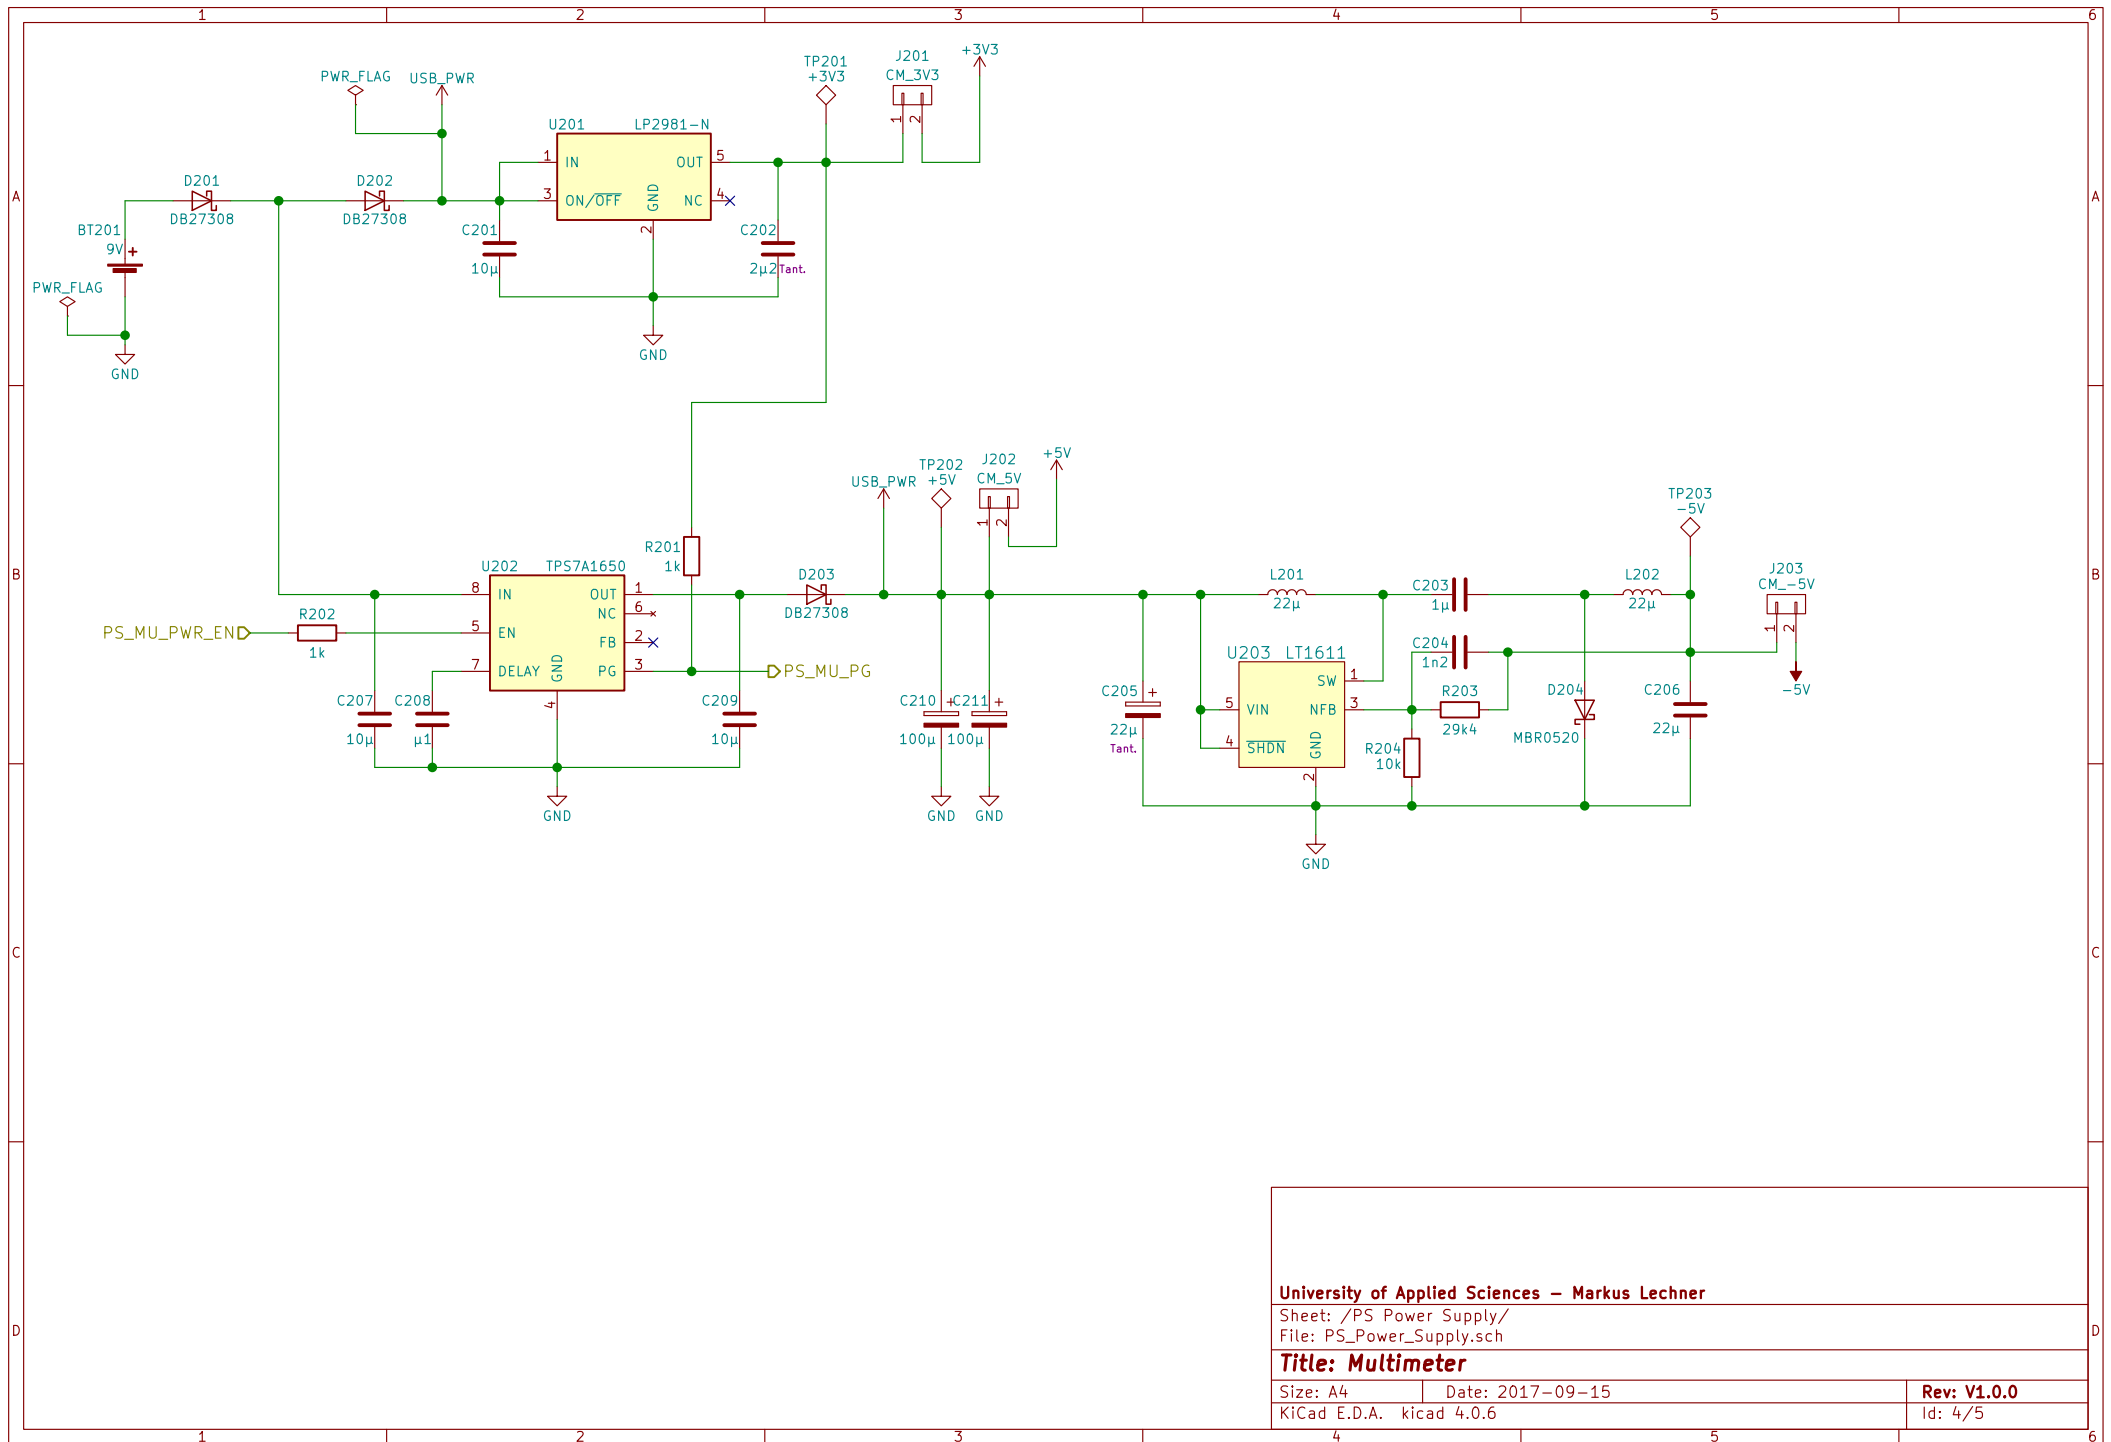 1 2 3 4 5 6
A A
B B
C C
D D
1 2 3 4 5 6
PWR_FLAG
USB_PWR
D201
DB27308
D202
DB27308
BT201
9V
+
PWR_FLAG
GND
U201 LP2981-N
1 IN
3 ON/OFF
OUT 5
NC 4
GND
2
C201
10µ
C202
2µ2 Tant.
GND
TP201
+3V3
J201
CM_3V3
1 2
+3V3
PS_MU_PWR_EN
R202
1k
U202 TPS7A1650
8 IN
5 EN
7 DELAY
OUT 1
NC 6
FB 2
PG 3
GND
4
R201
1k
PS_MU_PG
C207
10µ
C208
µ1
C209
10µ
GND
D203
DB27308
USB_PWR
TP202
+5V
J202
CM_5V
1 2
+5V
C210 +
100µ
C211 +
100µ
GND
GND
C205 +
22µ
Tant.
L201
22µ
U203 LT1611
5 VIN
4 SHDN
SW 1
NFB 3
GND
2
C203
1µ
C204
1n2
R203
29k4
R204
10k
D204
MBR0520
L202
22µ
C206
22µ
TP203
-5V
J203
CM_-5V
1 2
-5V
GND
University of Applied Sciences - Markus Lechner
Sheet: /PS Power Supply/
File: PS_Power_Supply.sch
Title: Multimeter
Size: A4 Date: 2017-09-15 Rev: V1.0.0
KiCad E.D.A. kicad 4.0.6 Id: 4/5